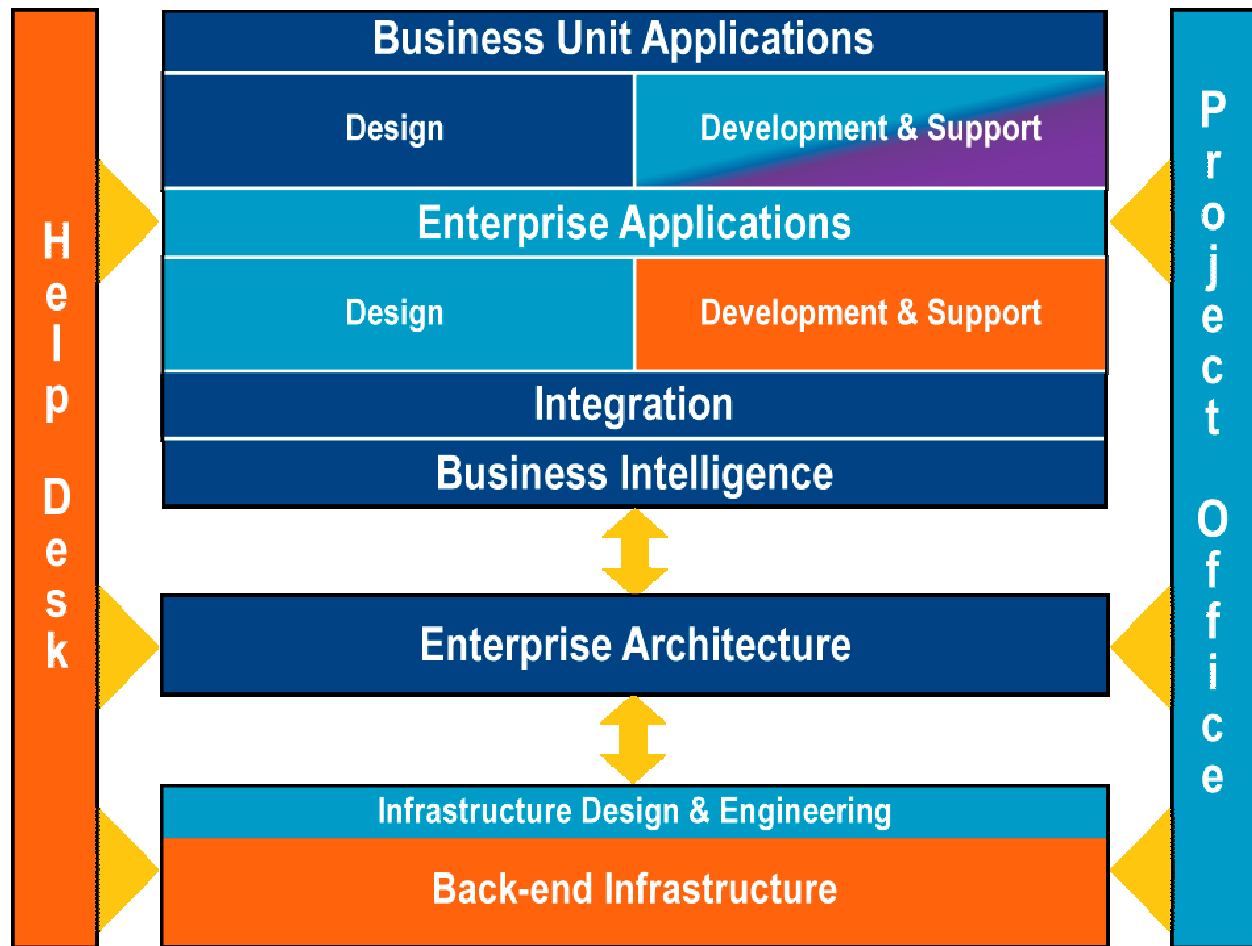 Business Unit Applications
Design
Development & Support
Enterprise Applications
Design
Development & Support
Integration
Business Intelligence
Enterprise Architecture
Infrastructure Design & Engineering
Back-end Infrastructure
Help Desk
Project Office